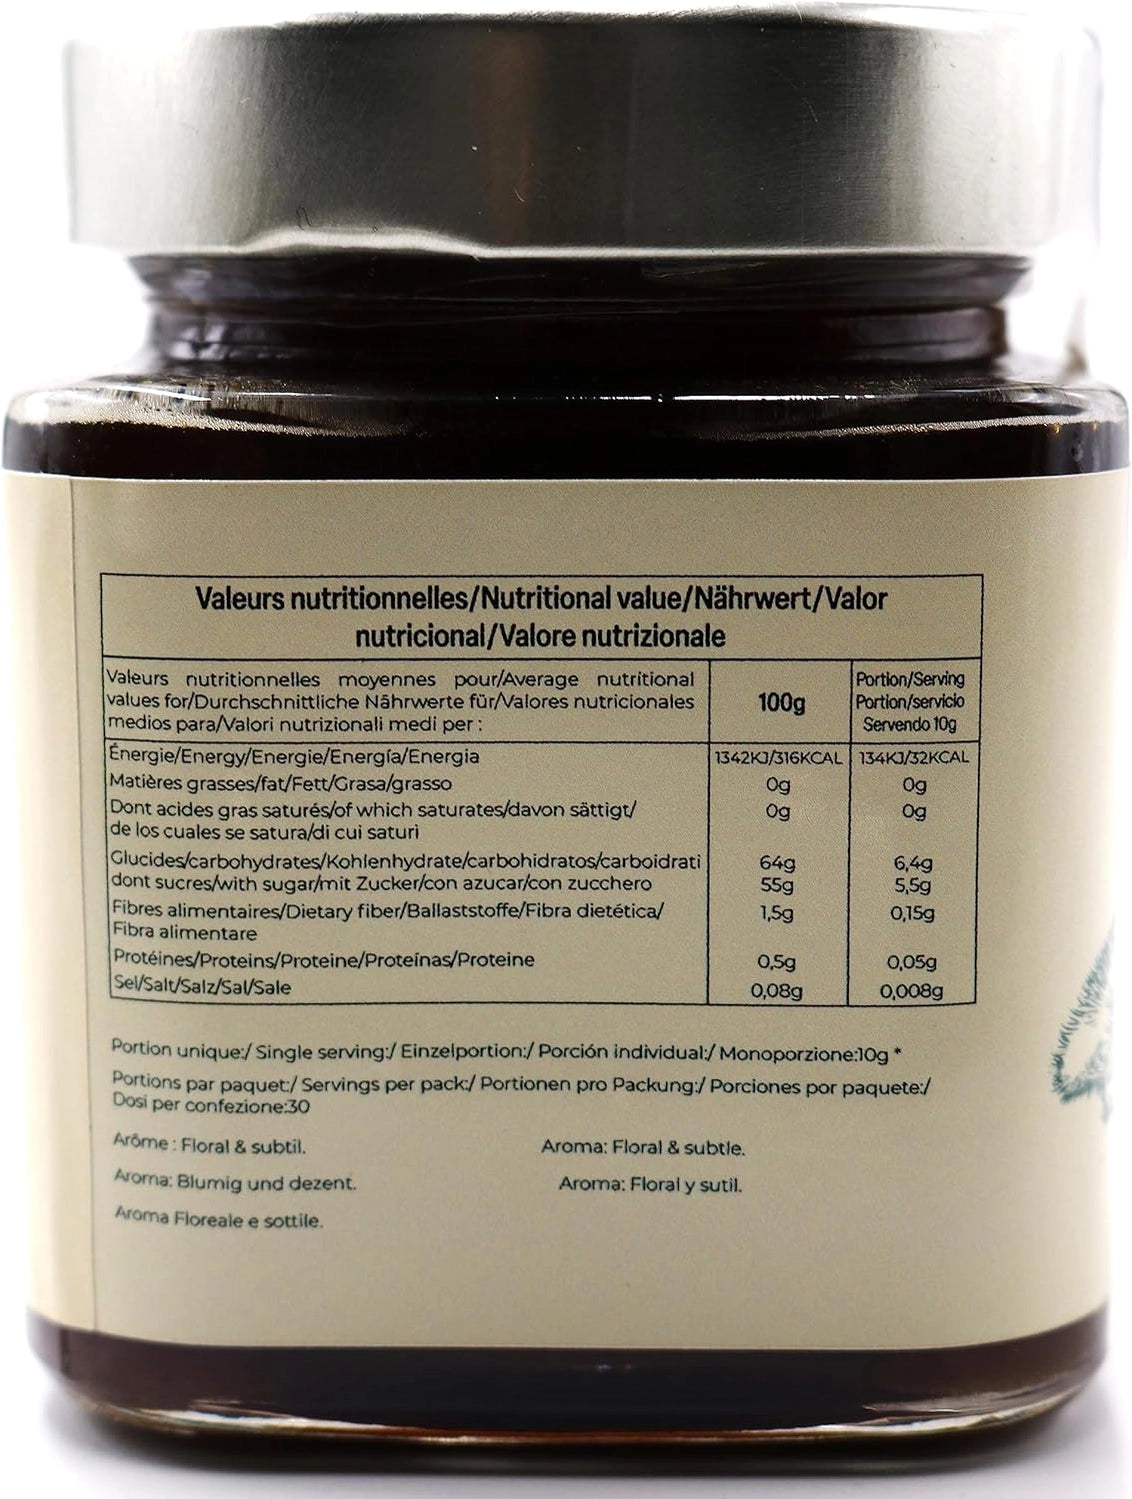 Valeurs nutritionnelles/Nutritional value/Nährwert/Valor
nutricional/Valore nutrizionale
Valeurs nutritionnelles moyennes pour/Average nutritional
values for/Durchschnittliche Nährwerte für/Valores nutricionales
medios para/Valori nutrizionali medi per :
100g
Portion/Serving
Portion/servicio
Servendo 10g
Énergie/Energy/Energie/Energía/Energia 1342KJ/316KCAL 134KJ/32KCAL
Matières grasses/fat/Fett/Grasa/grasso 0g 0g
Dont acides gras saturés/of which saturates/davon sättigt/ 0g 0g
de los cuales se satura/di cui saturi
Glucides/carbohydrates/Kohlenhydrate/carbohidratos/carboidrati 64g 6,4g
dont sucres/with sugar/mit Zucker/con azucar/con zucchero 55g 5,5g
Fibres alimentaires/Dietary fiber/Ballaststoffe/Fibra dietética/ 1,5g 0,15g
Fibra alimentare
Protéines/Proteins/Proteine/Proteínas/Proteine 0,5g 0,05g
Sel/Salt/Salz/Sal/Sale 0,08g 0,008g
Portion unique:/ Single serving:/ Einzelportion:/ Porción individual:/ Monoporzione:10g *
Portions par paquet:/ Servings per pack:/ Portionen pro Packung:/ Porciones por paquete:/
Dosi per confezione:30
Arôme : Floral & subtil. Aroma: Floral & subtle.
Aroma: Blumig und dezent. Aroma: Floral y sutil.
Aroma Floreale e sottile.